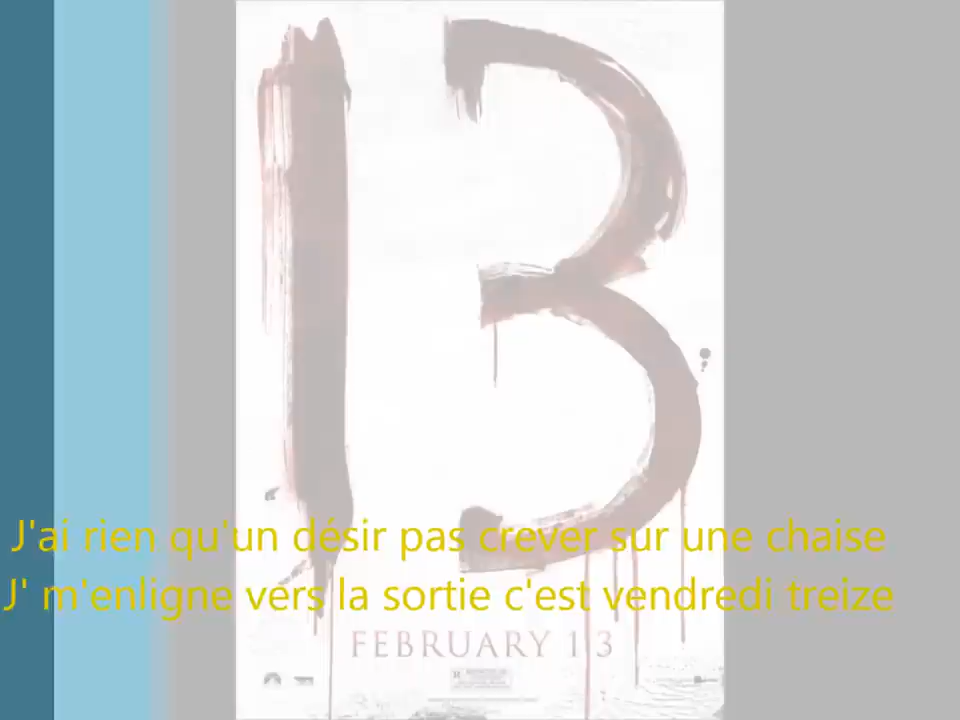 13
J'ai rien qu'un désir pas crever sur une chaise
J' m'enligne vers la sortie c'est vendredi treize
FEBRUARY 13
R